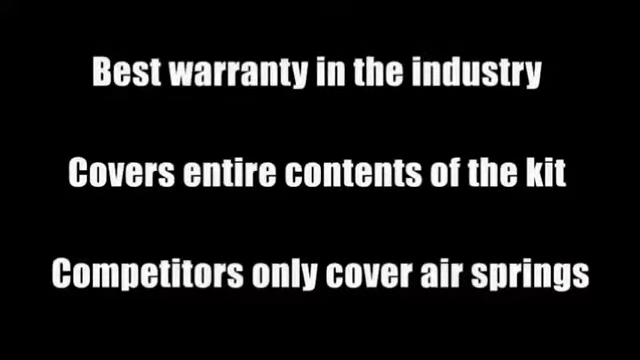 Best warranty in the industry
Covers entire contents of the kit
Competitors only cover air springs